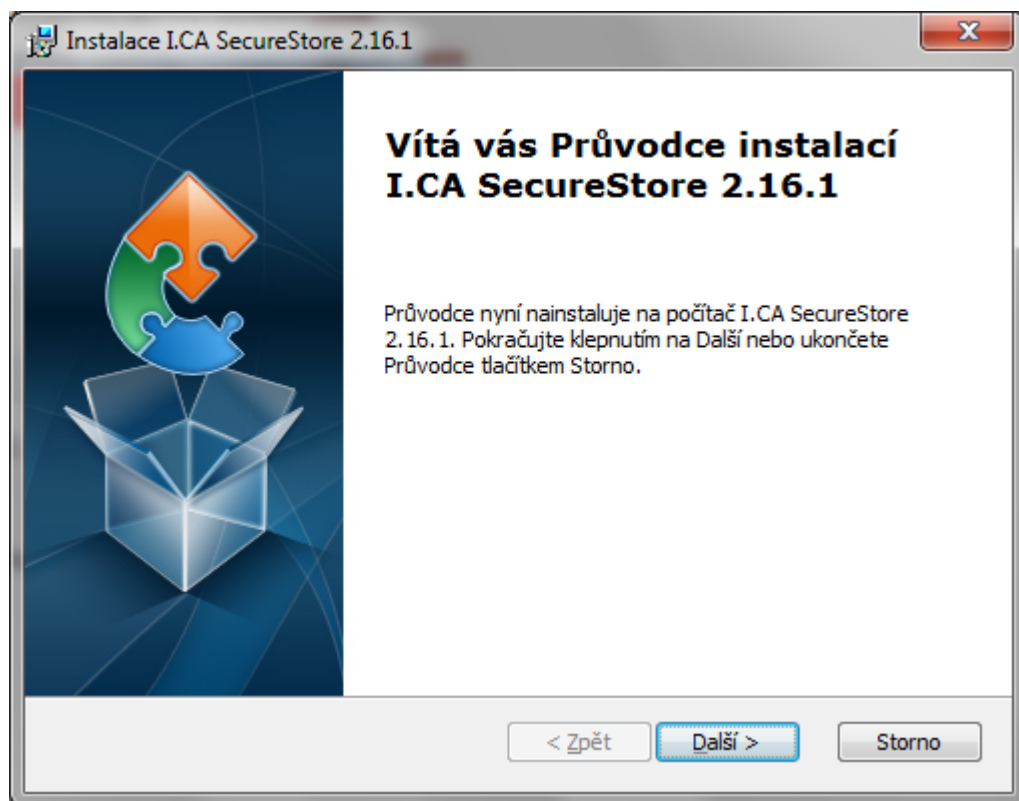 Instalace I.CA SecureStore 2.16.1
Vítá vás Průvodce instalací
I.CA SecureStore 2.16.1
Průvodce nyní nainstaluje na počítač I.CA SecureStore
2.16.1. Pokračujte klepnutím na Další nebo ukončete
Průvodce tlačítkem Storno.
< Zpět Další > Storno